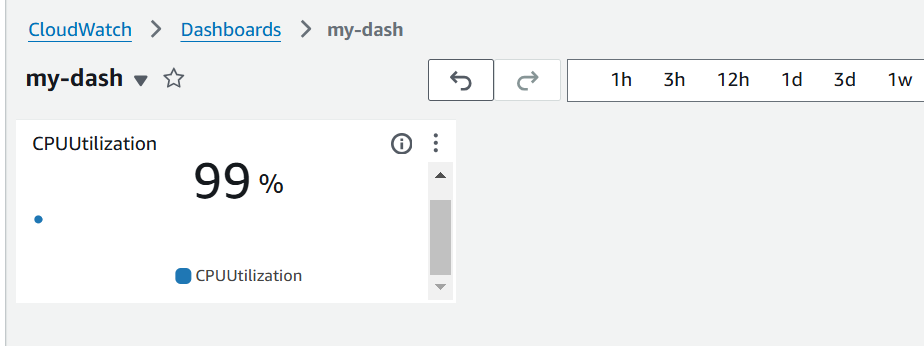 CloudWatch > Dashboards > my-dash
my-dash
1h 3h 12h 1d 3d 1w
CPUUtilization
99 %
CPUUtilization